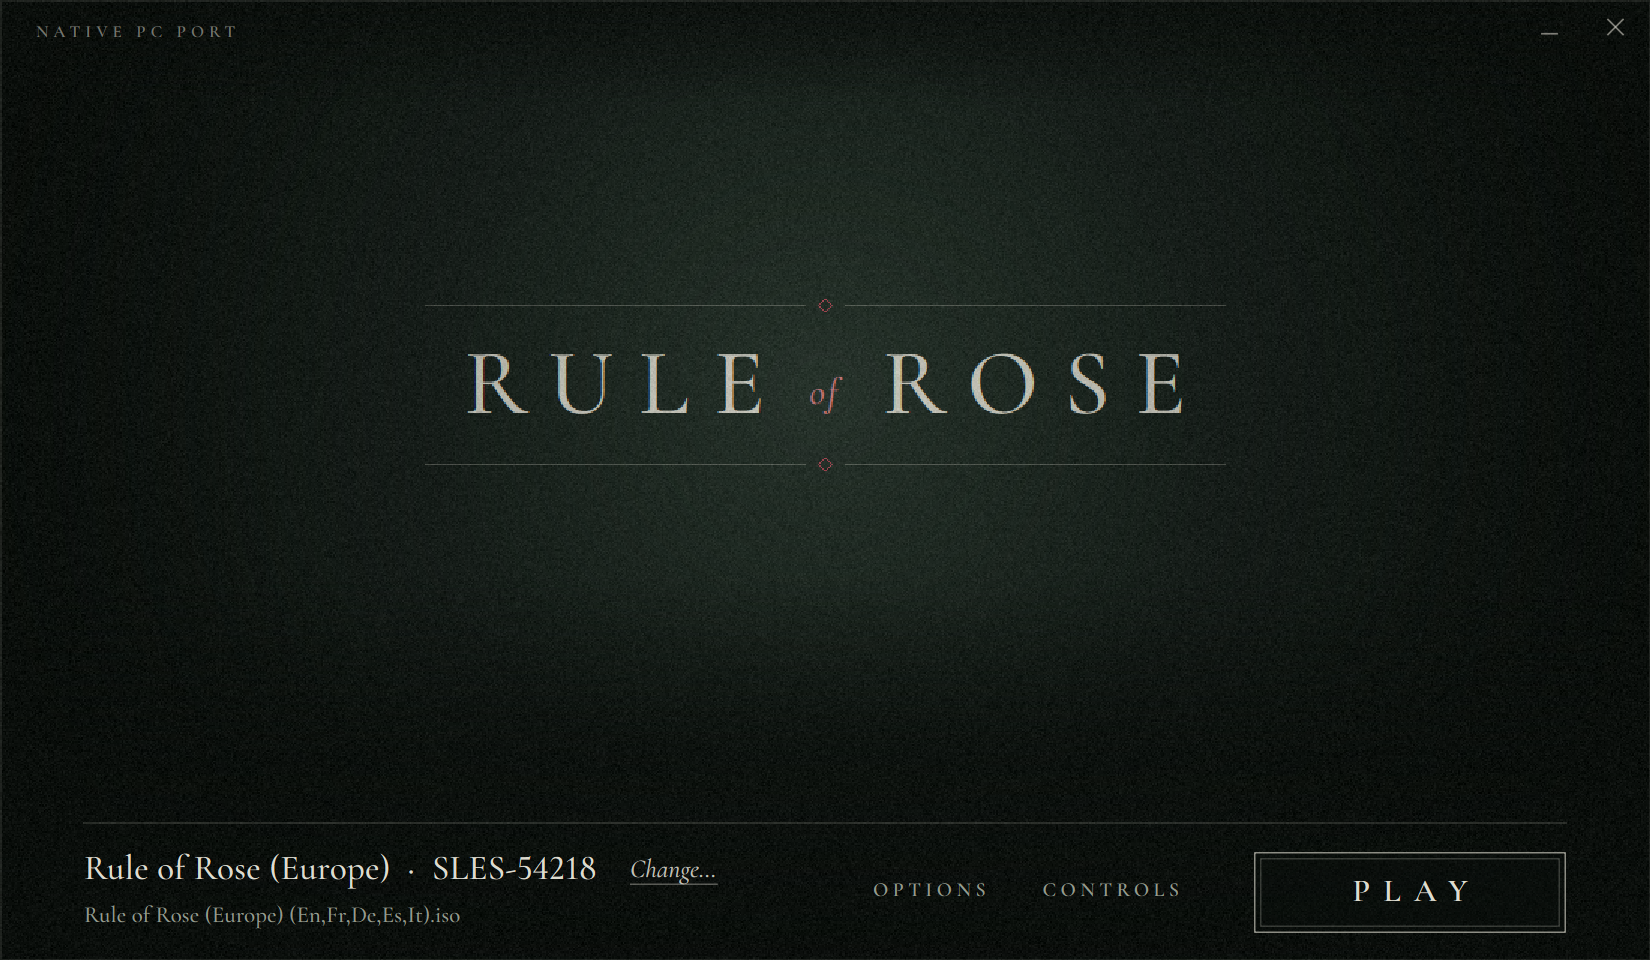 NATIVE PC PORT
RULE of ROSE
Rule of Rose (Europe) · SLES-54218 Change...
Rule of Rose (Europe) (En,Fr,De,Es,It).iso
OPTIONS CONTROLS PLAY